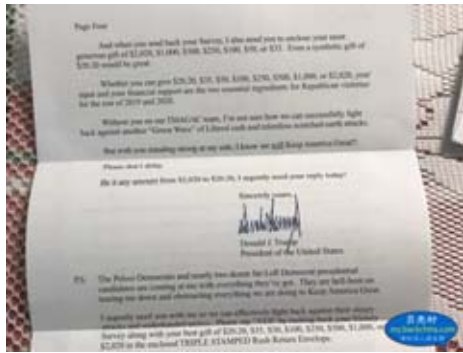 Page Four
And when you send back your Survey, I also need you to enclose your most
generous gift of $2,020, $1,000, $500, $250, $100, $50, or $35. Even a symbolic gift of
$20.20 would be great.
Whether you can give $20.20, $35, $50, $100, $250, $500, $1,000, or $2,020, your
input and your financial support are the two essential ingredients for Republican victories
for the rest of 2019 and 2020.
Without you on our team, I'm not sure how we can successfully fight
back against another "Green Wave" of Liberal cash and relentless scorched earth attacks.
But with you standing strong at my side, I know we will Keep America Great!
Please don't delay.
Be it any amount from $2,020 to $20.20, I urgently need your reply today!
Sincerely yours,
Donald J. Trump
President of the United States
P.S. The Pelosi Democrats and nearly two dozen far-Left Democrat presidential
candidates are coming at me with everything they've got. They are hell-bent on
tearing me down and obstructing everything we are doing to Keep America Great.
I urgently need you with me so we can effectively fight back against their
Survey along with your best gift of $20.20, $35, $50, $100, $250, $500, $1,000, or
$2,020 in the enclosed TRIPLE STAMPED Rush Return Envelope.